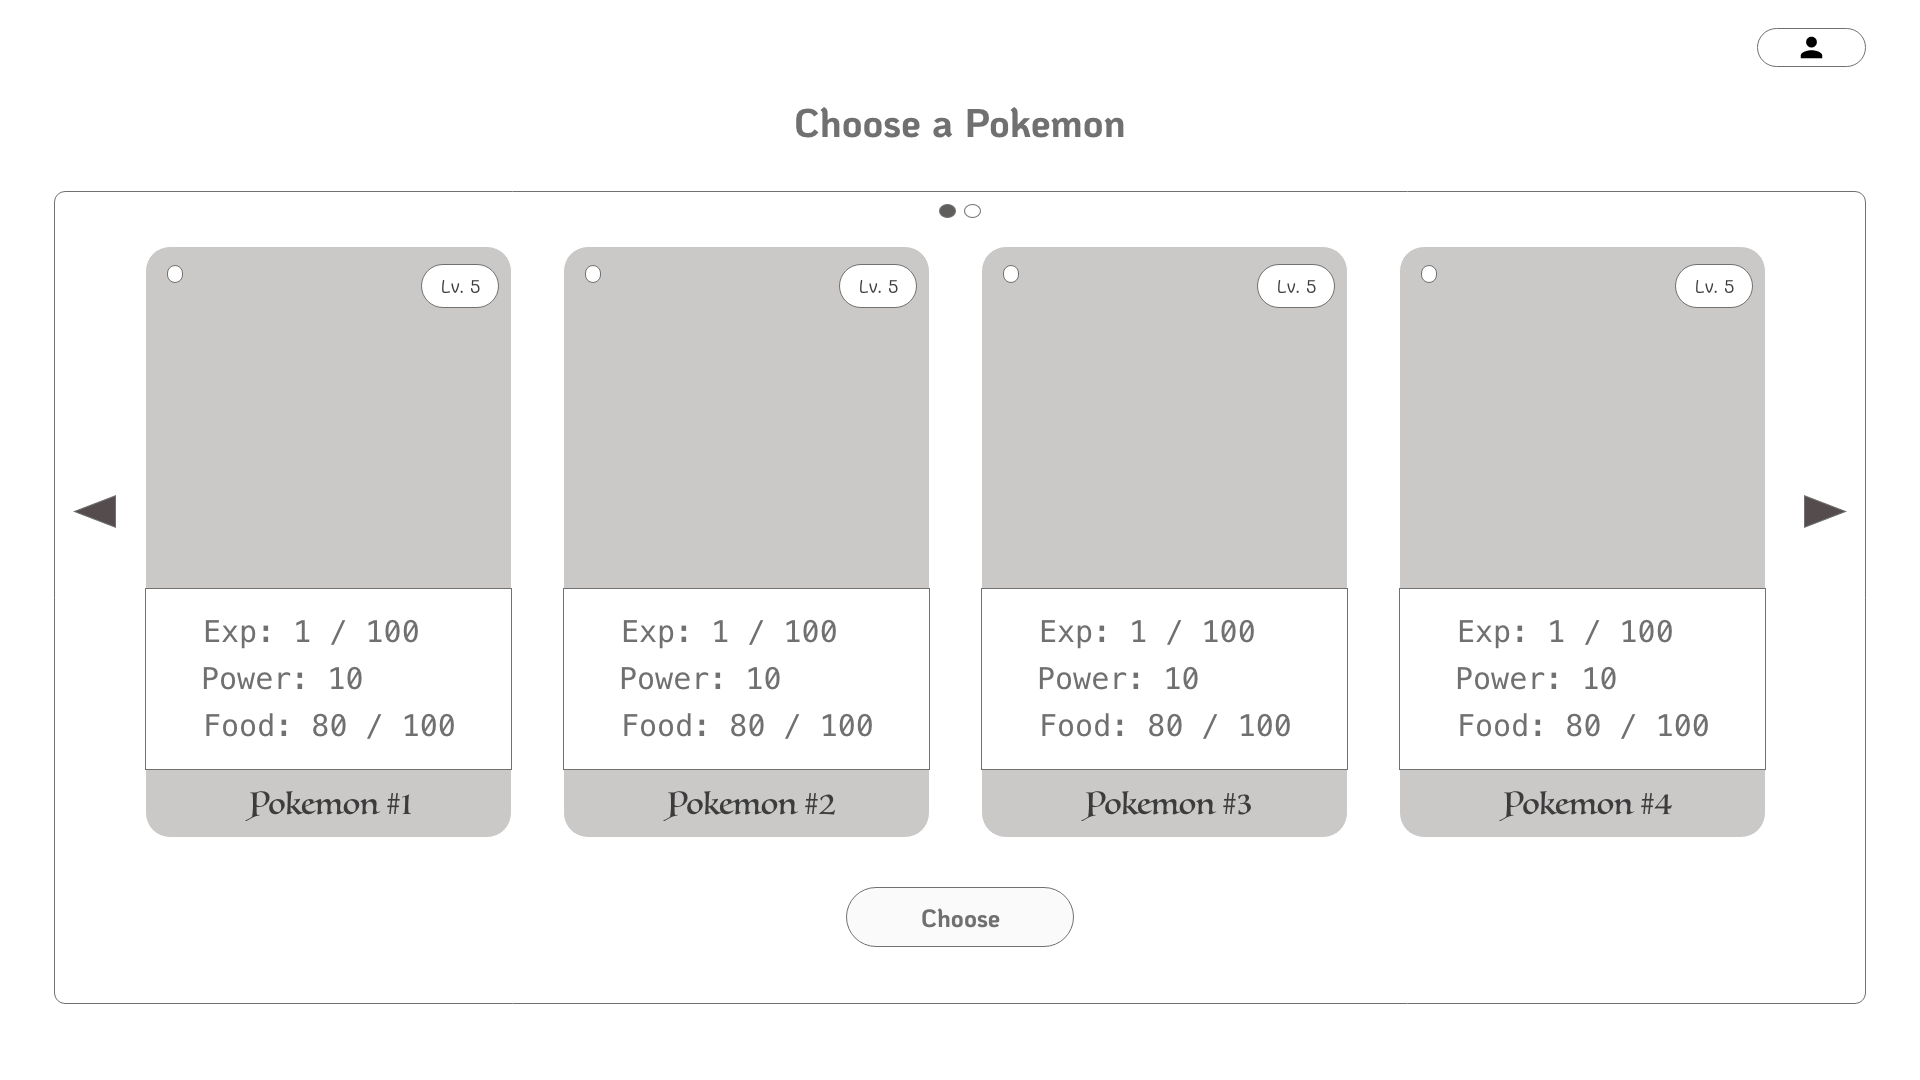 Choose a Pokemon
Lv. 5
Exp: 1 / 100
Power: 10
Food: 80 / 100
Pokemon #1
Lv. 5
Exp: 1 / 100
Power: 10
Food: 80 / 100
Pokemon #2
Lv. 5
Exp: 1 / 100
Power: 10
Food: 80 / 100
Pokemon #3
Lv. 5
Exp: 1 / 100
Power: 10
Food: 80 / 100
Pokemon #4
Choose